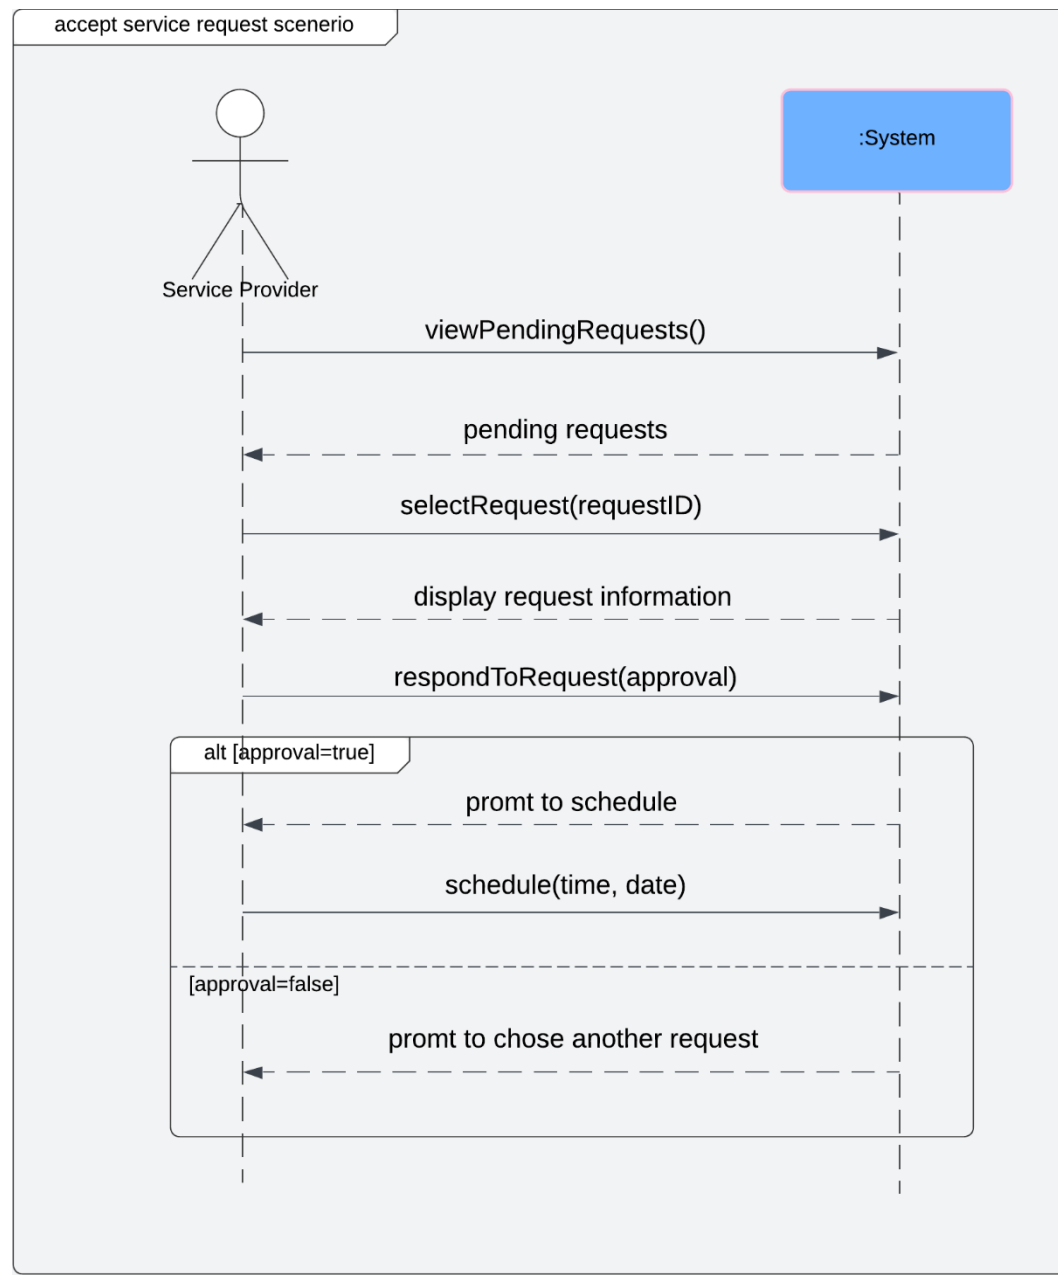 accept service request scenerio
:System
Service Provider
viewPendingRequests()
pending requests
selectRequest(requestID)
display request information
respondToRequest(approval)
alt [approval=true]
promt to schedule
schedule(time, date)
[approval=false]
promt to chose another request